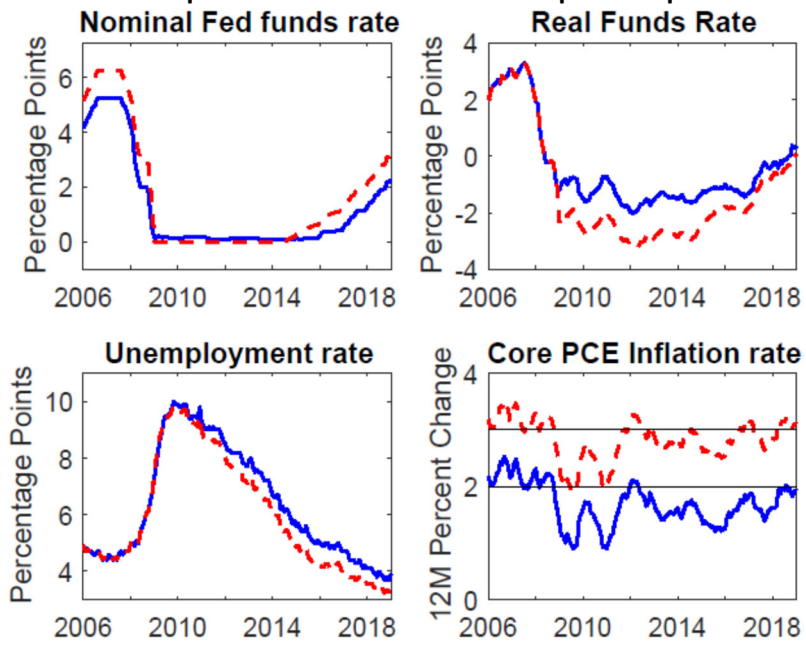 Nominal Fed funds rate
Percentage Points
6
4
2
0
2006 2010 2014 2018
Real Funds Rate
Percentage Points
4
2
0
-2
-4
2006 2010 2014 2018
Unemployment rate
Percentage Points
10
8
6
4
2006 2010 2014 2018
Core PCE Inflation rate
12M Percent Change
4
2
0
2006 2010 2014 2018